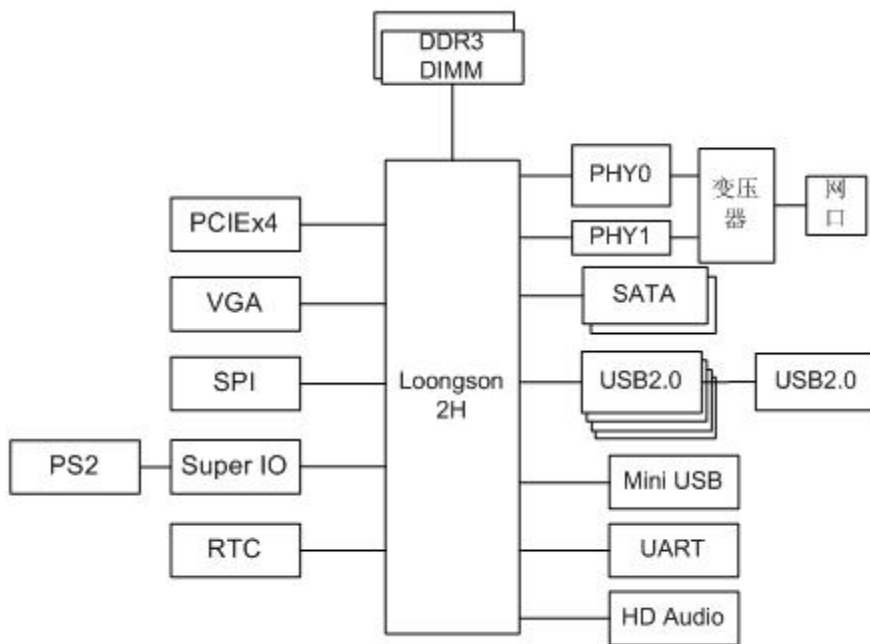 DDR3
DIMM
PHY0
变压
器
网
口
PCIEx4
PHY1
VGA
SATA
SPI
Loongson
2H
USB2.0
USB2.0
PS2
Super IO
Mini USB
RTC
UART
HD Audio